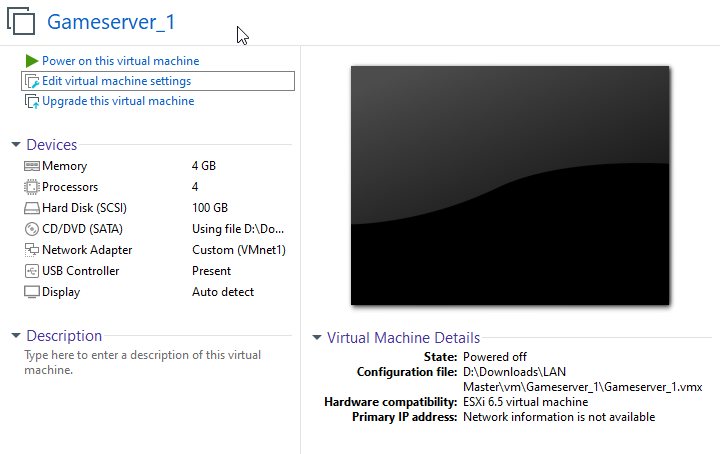 Gameserver_1
Power on this virtual machine
Edit virtual machine settings
Upgrade this virtual machine
Devices
Memory 4 GB
Processors 4
Hard Disk (SCSI) 100 GB
CD/DVD (SATA) Using file D:\Do...
Network Adapter Custom (VMnet1)
USB Controller Present
Display Auto detect
Description
Type here to enter a description of this virtual
machine.
Virtual Machine Details
State: Powered off
Configuration file: D:\Downloads\LAN
Master\vm\Gameserver_1\Gameserver_1.vmx
Hardware compatibility: ESXi 6.5 virtual machine
Primary IP address: Network information is not available